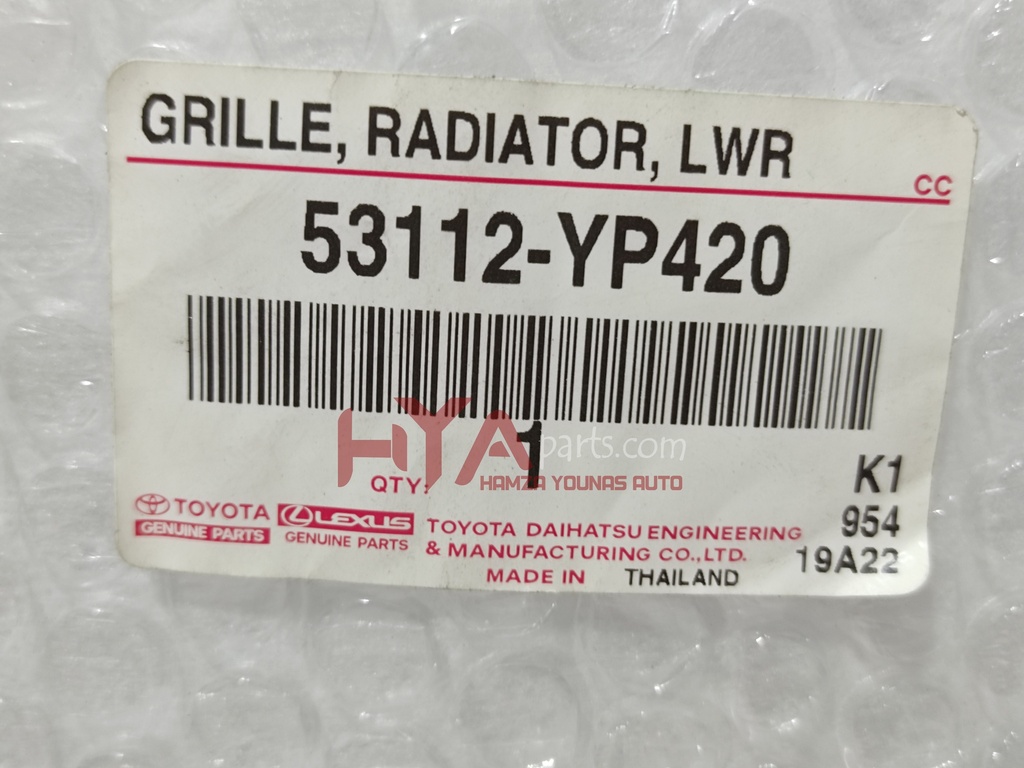 GRILLE, RADIATOR, LWR
CC
53112-YP420
1
HYAparts.com
QTY:
HAMZA YOUNAS AUTO
K1
954
19A22
TOYOTA
GENUINE PARTS
LEXUS
GENUINE PARTS
TOYOTA DAIHATSU ENGINEERING
& MANUFACTURING CO.,LTD.
MADE IN THAILAND